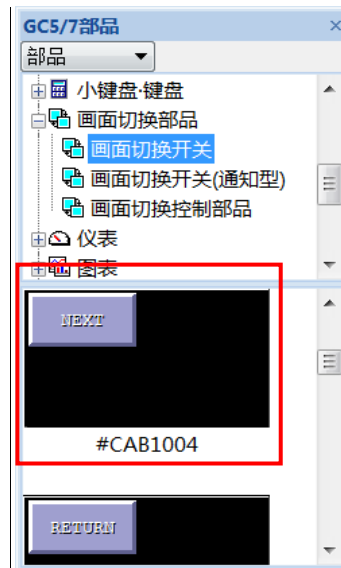 GC5/7部品
部品
小键盘·键盘
画面切换部品
画面切换开关
画面切换开关(通知型)
画面切换控制部品
仪表
图表
NEXT
#CAB1004
RETURN